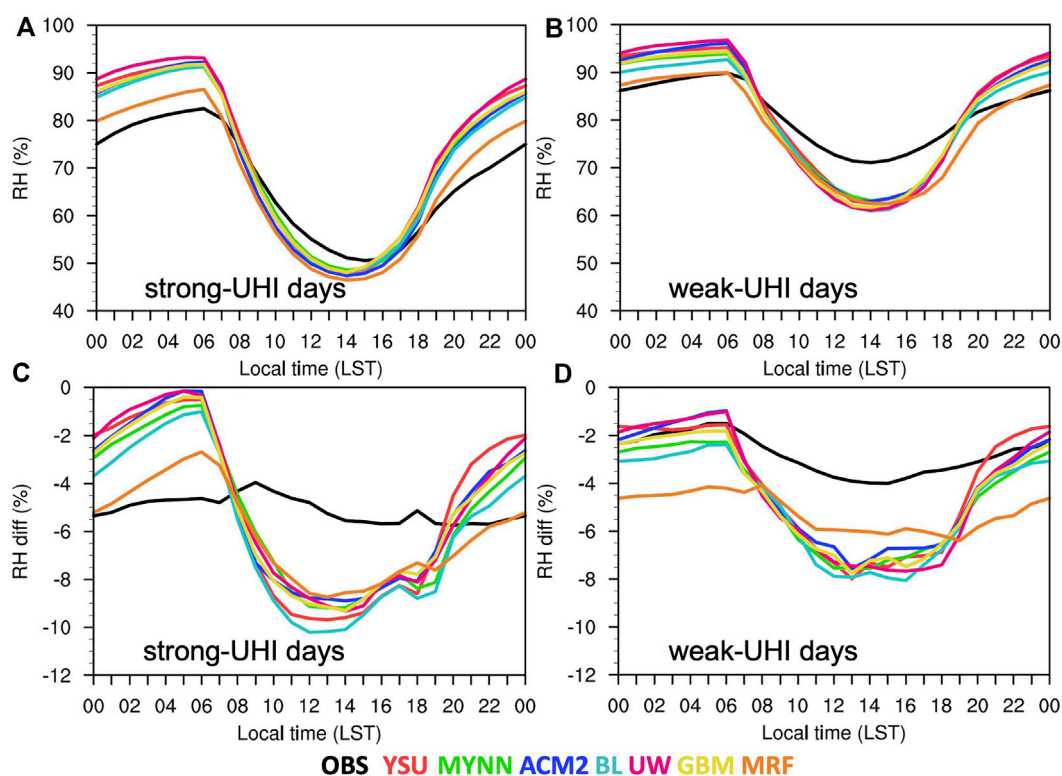 A
B
100
90
80
70
60
50
40
RH (%)
strong-UHI days
00 02 04 06 08 10 12 14 16 18 20 22 00
Local time (LST)
100
90
80
70
60
50
40
RH (%)
weak-UHI days
00 02 04 06 08 10 12 14 16 18 20 22 00
Local time (LST)
C
D
0
-2
-4
-6
-8
-10
-12
RH diff (%)
strong-UHI days
00 02 04 06 08 10 12 14 16 18 20 22 00
Local time (LST)
0
-2
-4
-6
-8
-10
-12
RH diff (%)
weak-UHI days
00 02 04 06 08 10 12 14 16 18 20 22 00
Local time (LST)
OBS YSU MYNN ACM2 BL UW GBM MRF